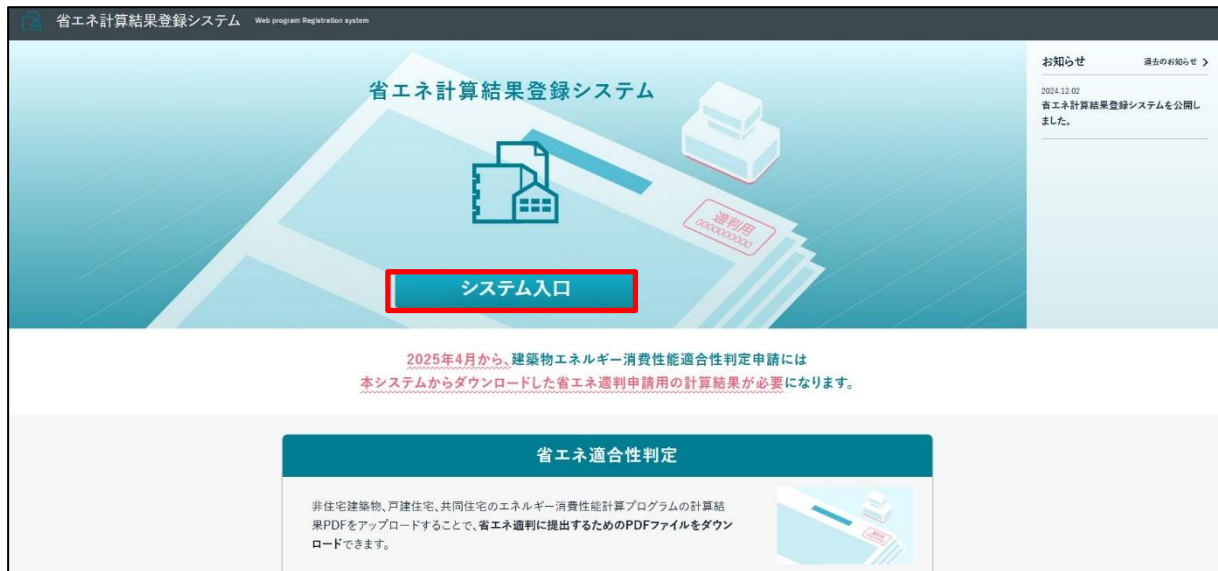 省エネ計算結果登録システム Web program Registration system
省エネ計算結果登録システム
適判用
0000000000
システム入口
お知らせ 過去のお知らせ
2024.12.02
省エネ計算結果登録システムを公開し
ました。
2025年4月から、建築物エネルギー消費性能適合性判定申請には
本システムからダウンロードした省エネ適判申請用の計算結果が必要になります。
省エネ適合性判定
非住宅建築物、戸建住宅、共同住宅のエネルギー消費性能計算プログラムの計算結
果PDFをアップロードすることで、省エネ適判に提出するためのPDFファイルをダウン
ロードできます。